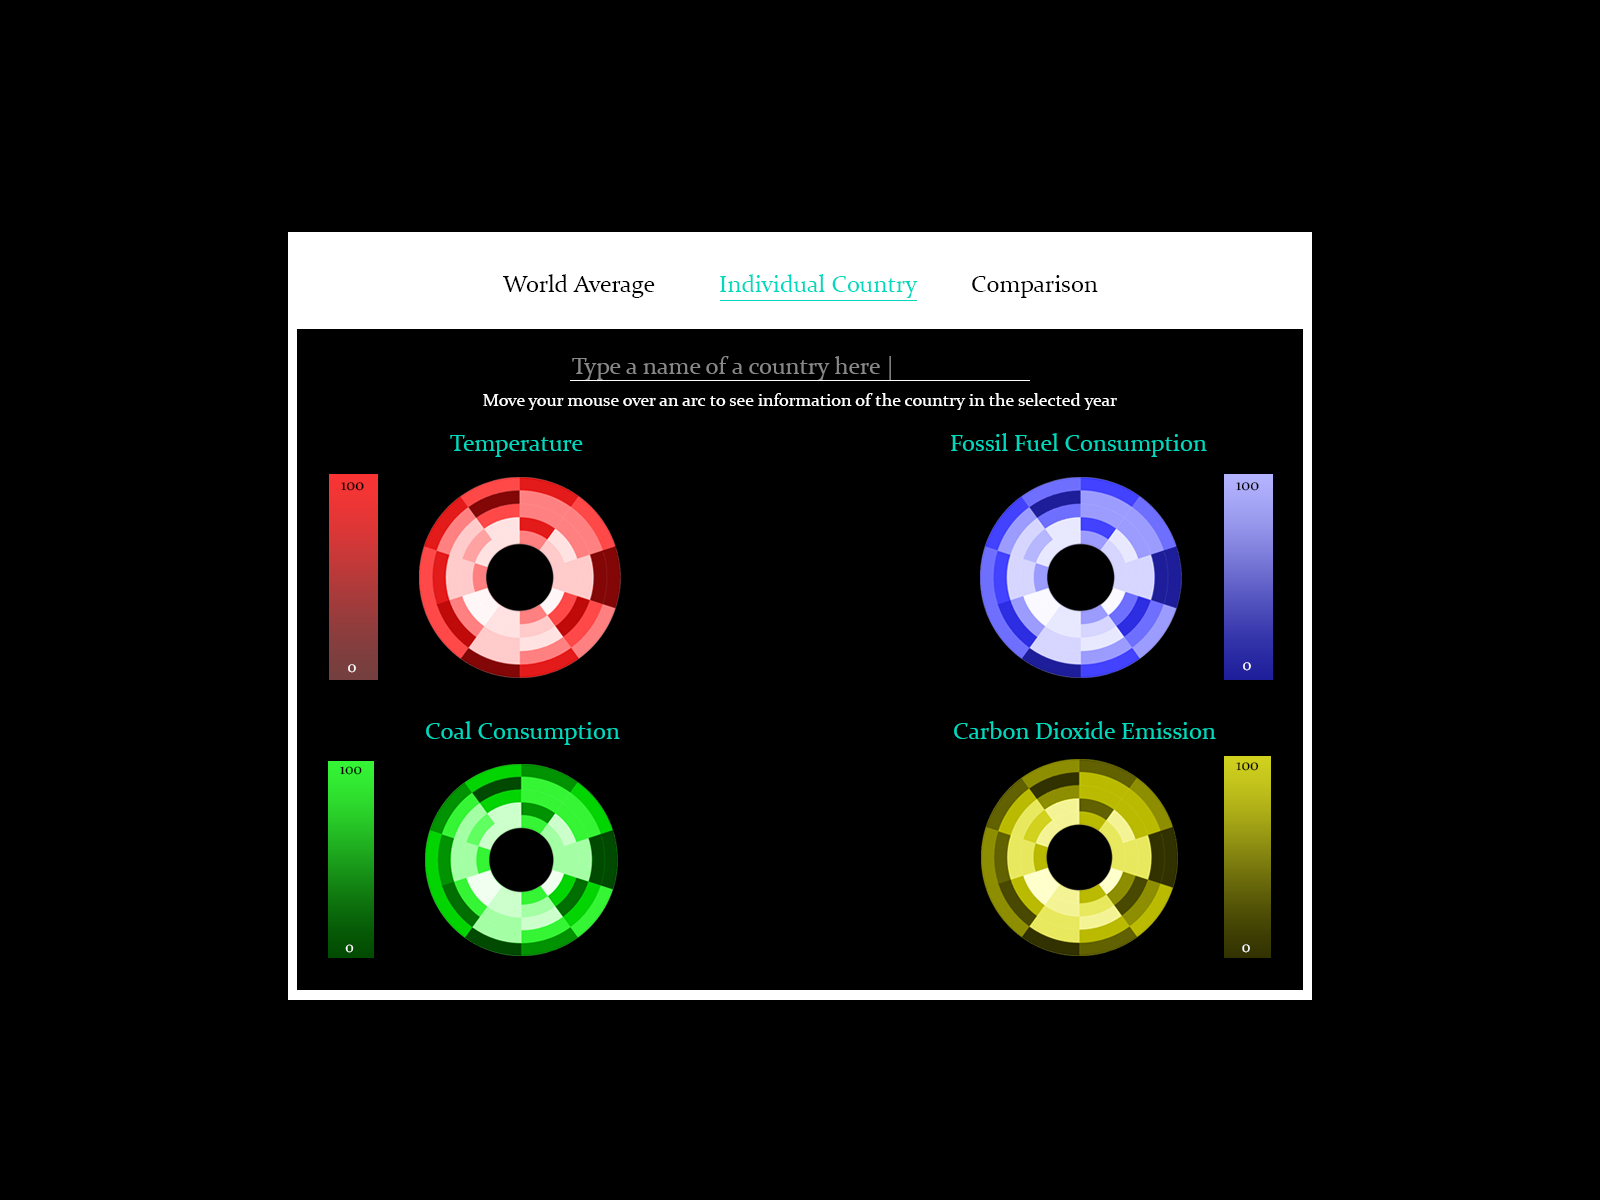 World Average Individual Country Comparison
Type a name of a country here |
Move your mouse over an arc to see information of the country in the selected year
Temperature Fossil Fuel Consumption
100 100
0 0
Coal Consumption Carbon Dioxide Emission
100 100
0 0